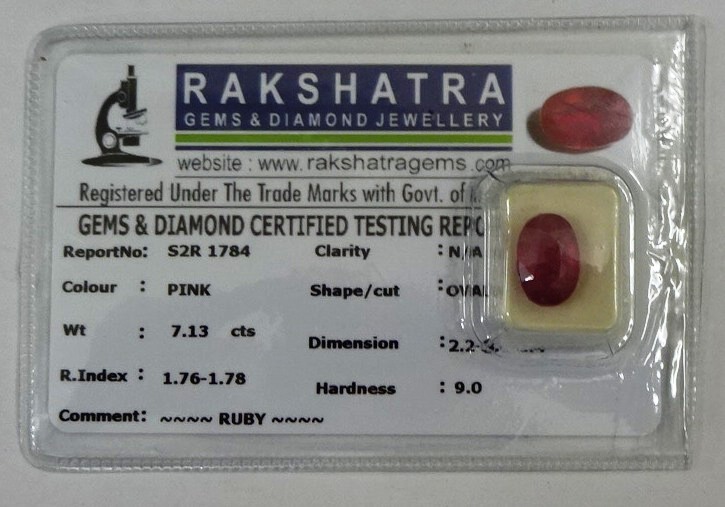 RAKSHATRA
GEMS & DIAMOND JEWELLERY
website : www.rakshatragems.com
Registered Under The Trade Marks with Govt. of
GEMS & DIAMOND CERTIFIED TESTING
ReportNo: S2R 1784 Clarity : N/A
Colour : PINK Shape/cut :
Wt : 7.13 cts Dimension :
R.Index : 1.76-1.78 Hardness : 9.0
Comment: ~~~~ RUBY ~~~~